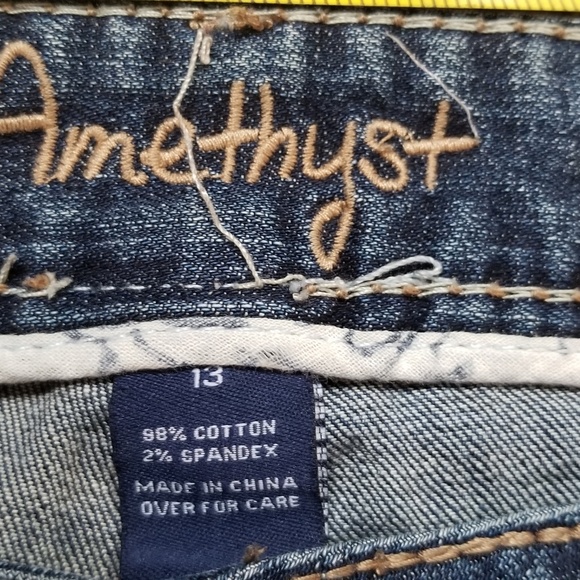 Amethyst
13
98% COTTON
2% SPANDEX
MADE IN CHINA
OVER FOR CARE